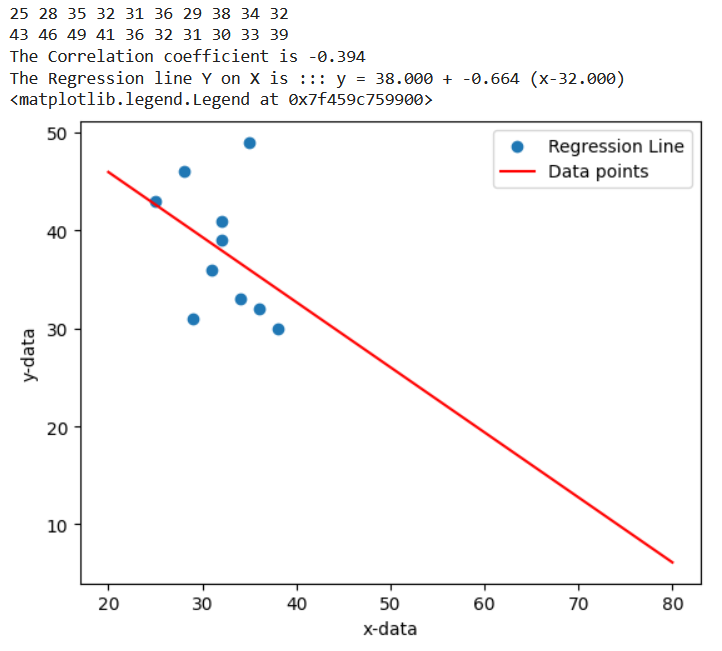 25 28 35 32 31 36 29 38 34 32
43 46 49 41 36 32 31 30 33 39
The Correlation coefficient is -0.394
The Regression line Y on X is ::: y = 38.000 + -0.664 (x-32.000)
<matplotlib.legend.Legend at 0x7f459c759900>
50
Regression Line
Data points
40
30
y-data
20
10
20 30 40 50 60 70 80
x-data